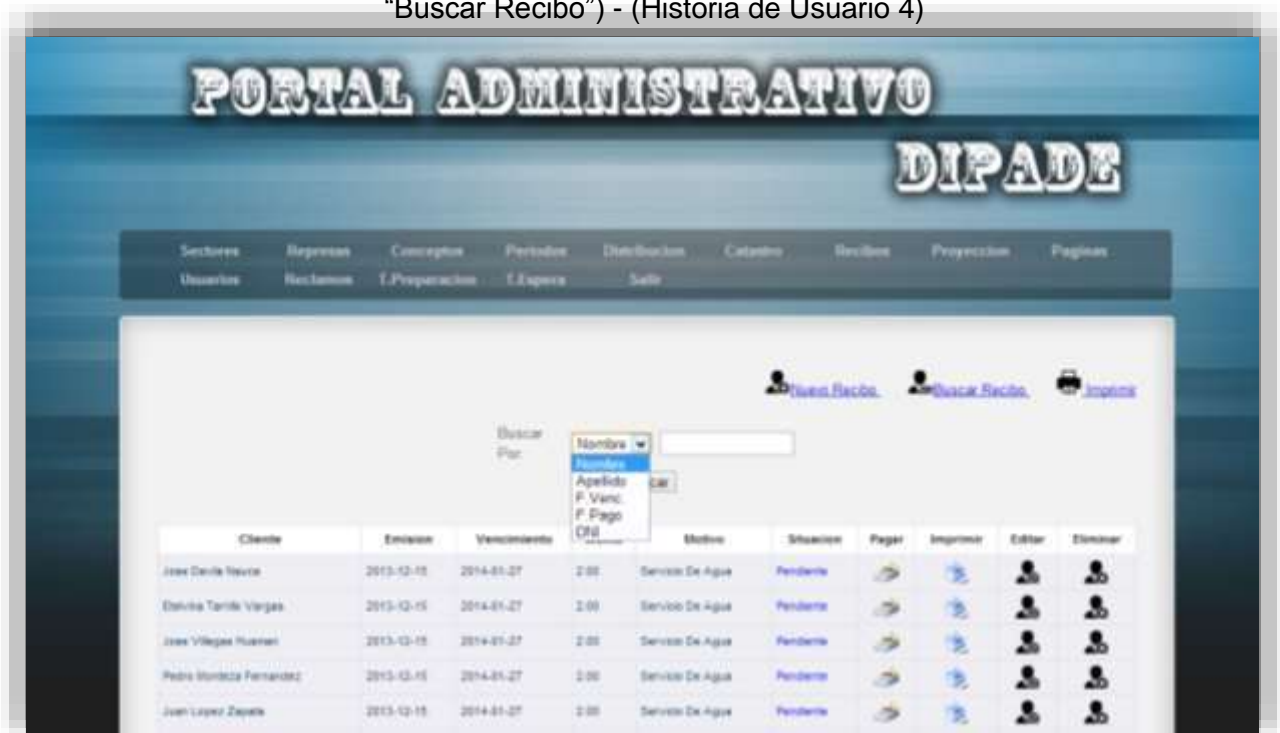 “Buscar Recibo”) - (Historia de Usuario 4)
PORTAL ADMINISTRATIVO
DIPADE
Sectores Represas Conceptos Periodos Distribucion Catastro Recibos Proyeccion Paginas
Usuarios Reclamos T.Preparacion T.Espera Salir
Nuevo Recibo Buscar Recibo Imprimir
Buscar
Por:
Nombre
Nombre
Apellido
F. Venc.
F. Pago
DNI
car
Cliente Emision Vencimiento Motivo Situacion Pagar Imprimir Editar Eliminar
Jose Davila 2013-12-15 2014-01-27 2.00 Servicio De Agua Pendiente
Vargas 2013-12-15 2014-01-27 2.00 Servicio De Agua Pendiente
Jose Villegas Huaman 2013-12-15 2014-01-27 2.00 Servicio De Agua Pendiente
Pedro Fernandez 2013-12-15 2014-01-27 2.00 Servicio De Agua Pendiente
Juan Lopez Zapata 2013-12-15 2014-01-27 2.00 Servicio De Agua Pendiente